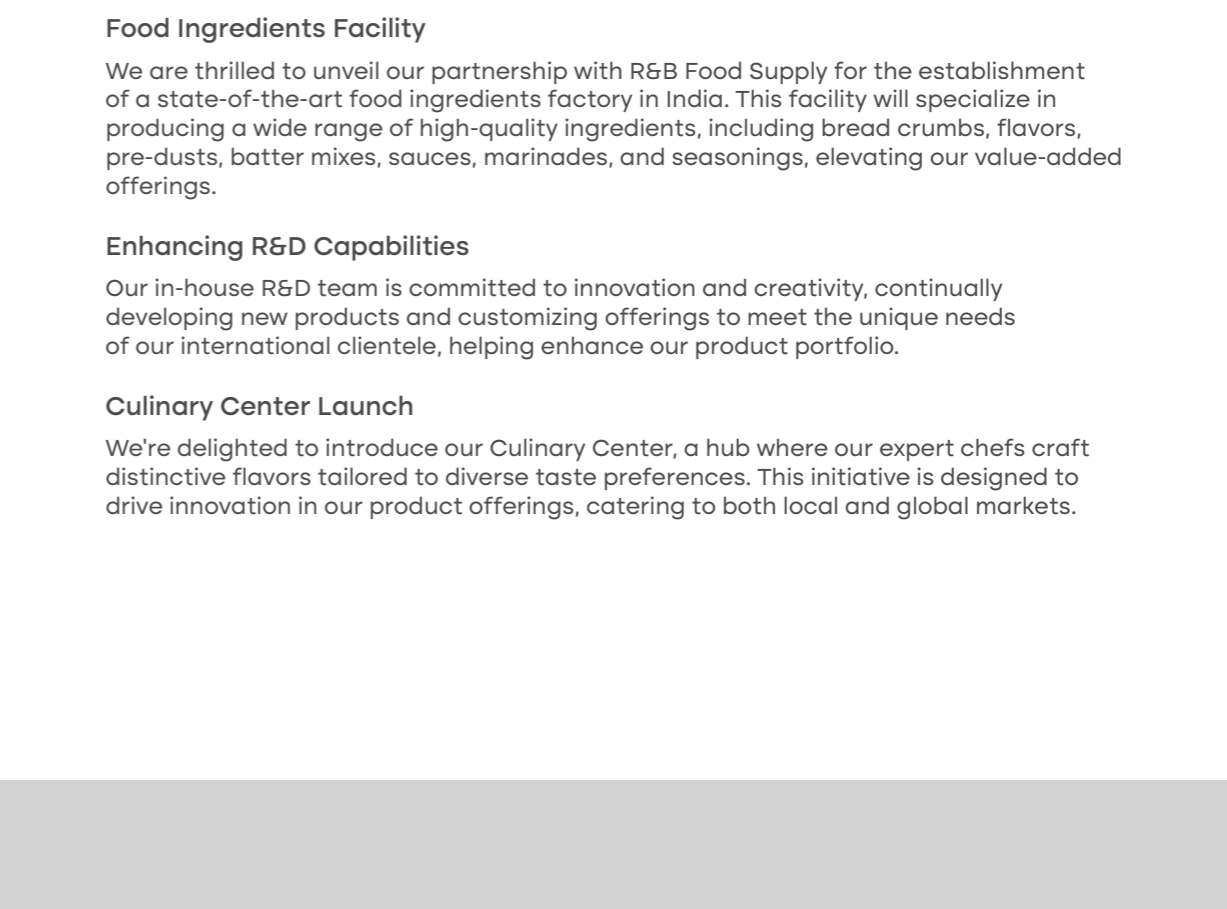 Food Ingredients Facility
We are thrilled to unveil our partnership with R&B Food Supply for the establishment
of a state-of-the-art food ingredients factory in India. This facility will specialize in
producing a wide range of high-quality ingredients, including bread crumbs, flavors,
pre-dusts, batter mixes, sauces, marinades, and seasonings, elevating our value-added
offerings.
Enhancing R&D Capabilities
Our in-house R&D team is committed to innovation and creativity, continually
developing new products and customizing offerings to meet the unique needs
of our international clientele, helping enhance our product portfolio.
Culinary Center Launch
We're delighted to introduce our Culinary Center, a hub where our expert chefs craft
distinctive flavors tailored to diverse taste preferences. This initiative is designed to
drive innovation in our product offerings, catering to both local and global markets.